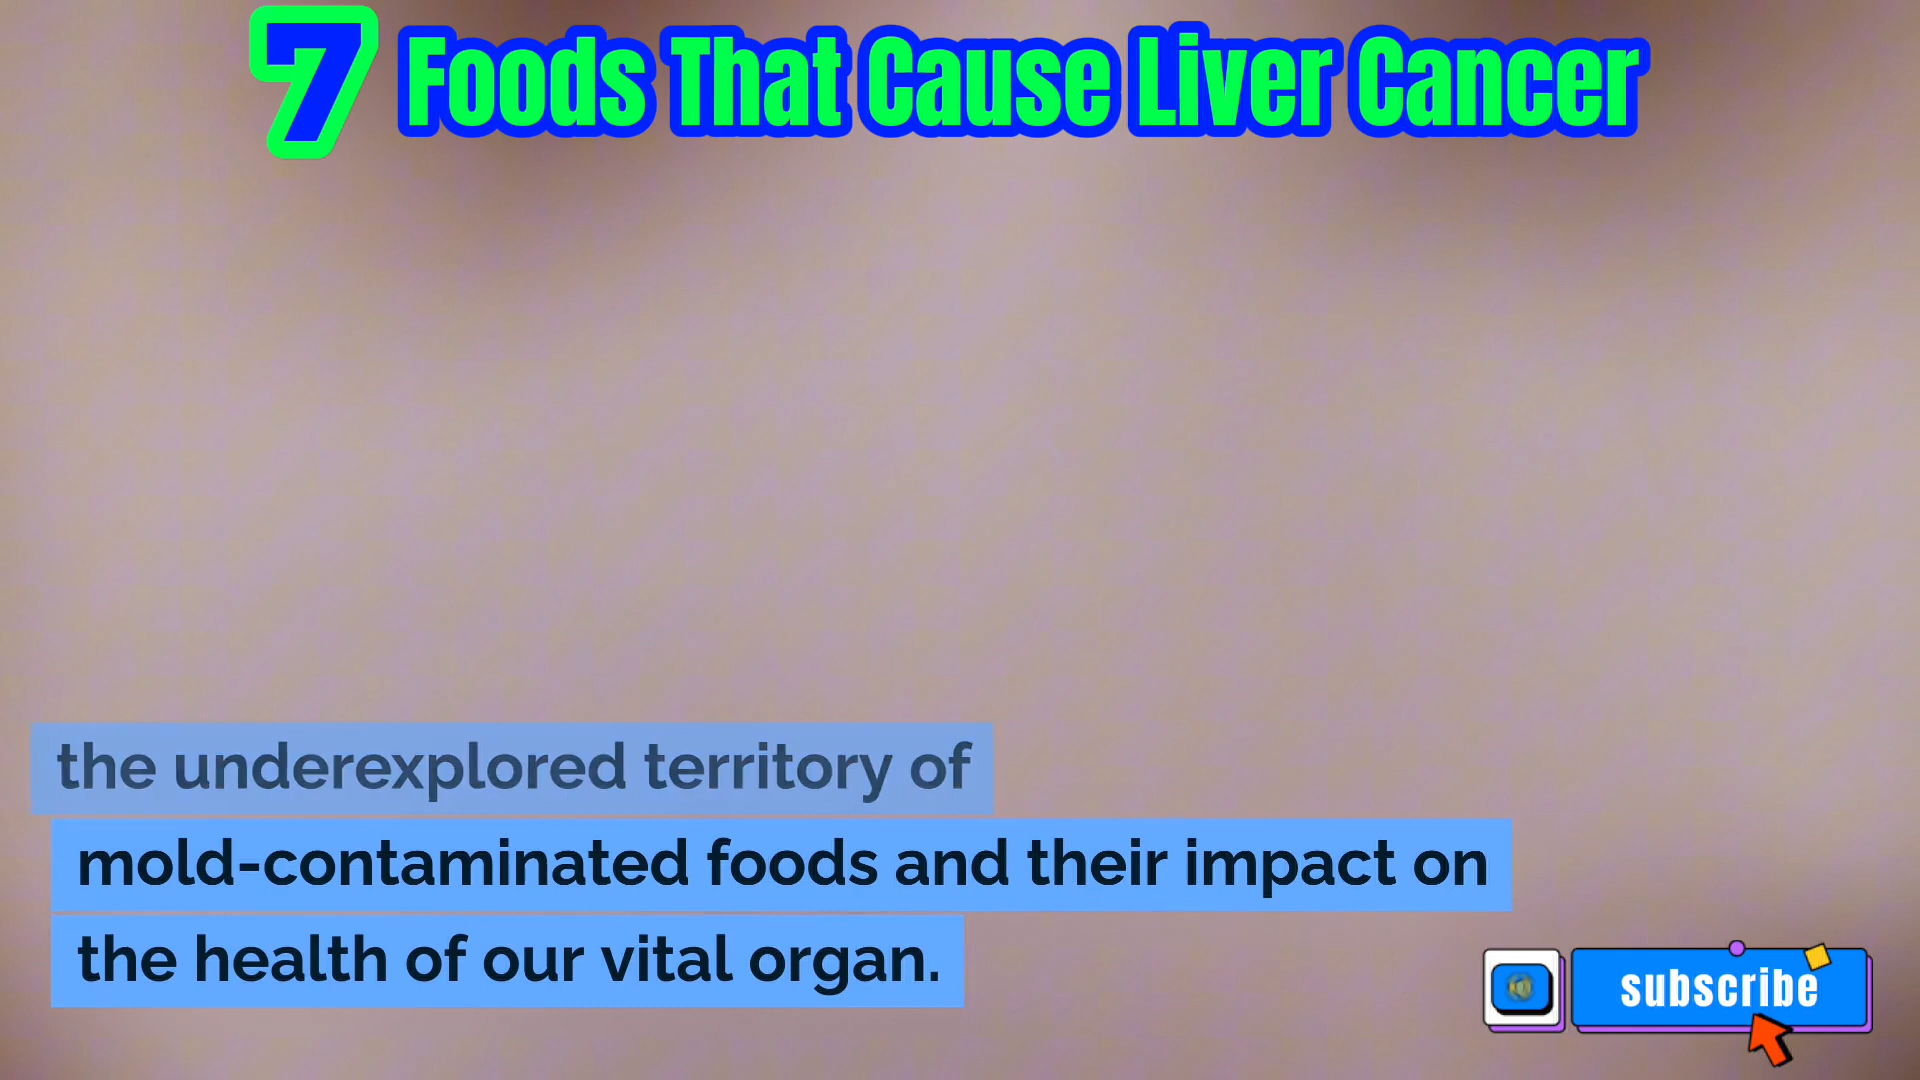 7 Foods That Cause Liver Cancer
the underexplored territory of
mold-contaminated foods and their impact on
the health of our vital organ.
subscribe